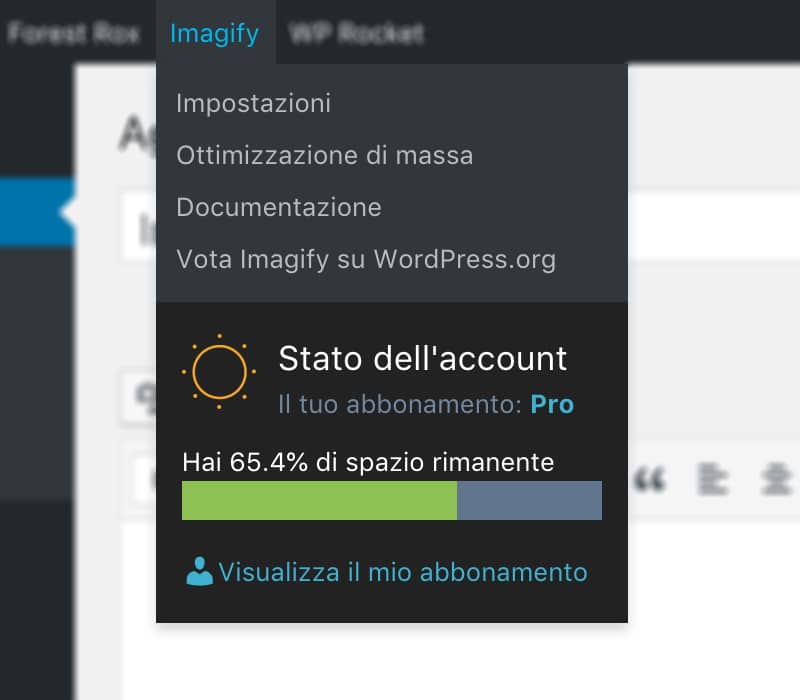 Forest Rox Imagify WP Rocket
Impostazioni
Ottimizzazione di massa
Documentazione
Vota Imagify su WordPress.org
Stato dell'account
Il tuo abbonamento: Pro
Hai 65.4% di spazio rimanente
Visualizza il mio abbonamento